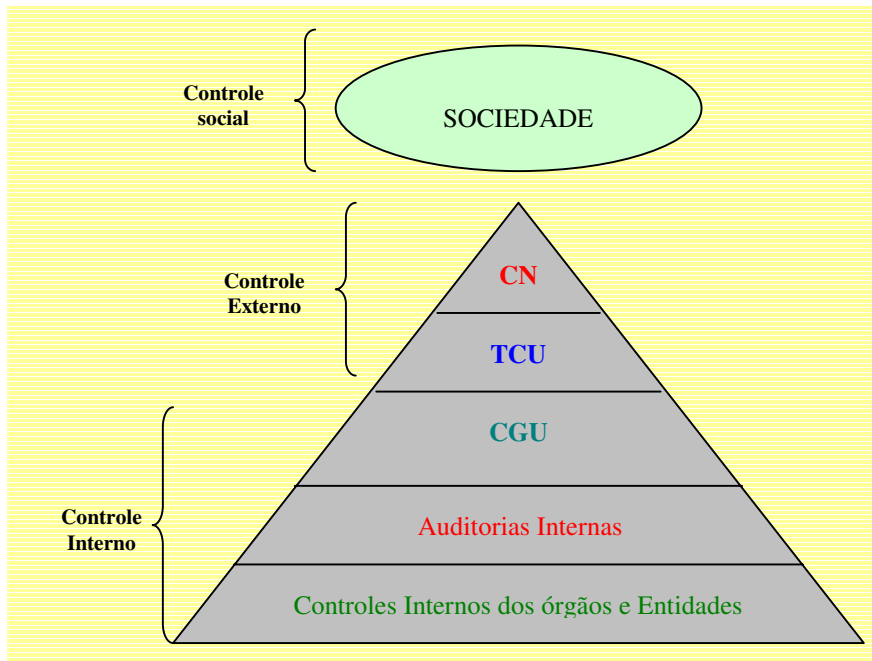 Controle
social
SOCIEDADE
Controle
Externo
CN
TCU
CGU
Controle
Interno
Auditorias Internas
Controles Internos dos órgãos e Entidades